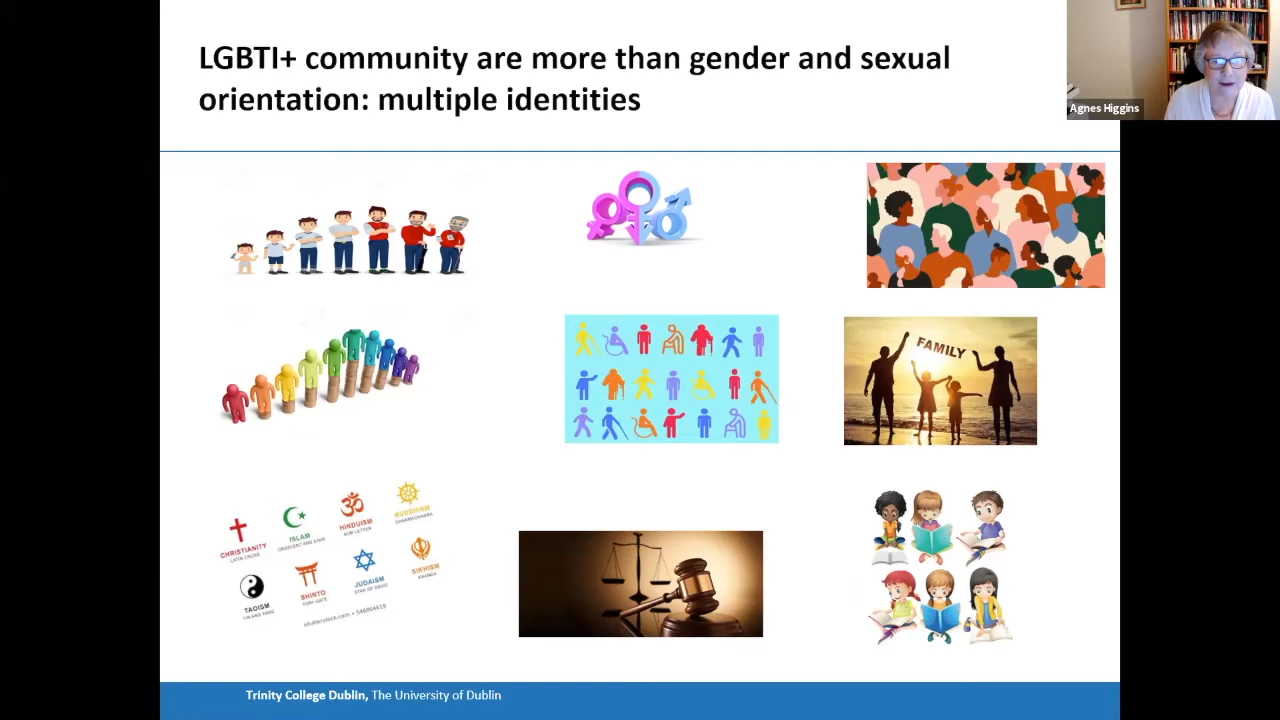 LGBTI+ community are more than gender and sexual
orientation: multiple identities
Agnes Higgins
FAMILY
CHRISTIANITY
LATIN CROSS
ISLAM
CRESCENT AND STAR
HINDUISM
AUM LETTER
BUDDHISM
DHARMACHAKRA
TAOISM
YIN AND YANG
SHINTO
TORII GATE
JUDAISM
STAR OF DAVID
SIKHISM
KHANDA
Trinity College Dublin, The University of Dublin